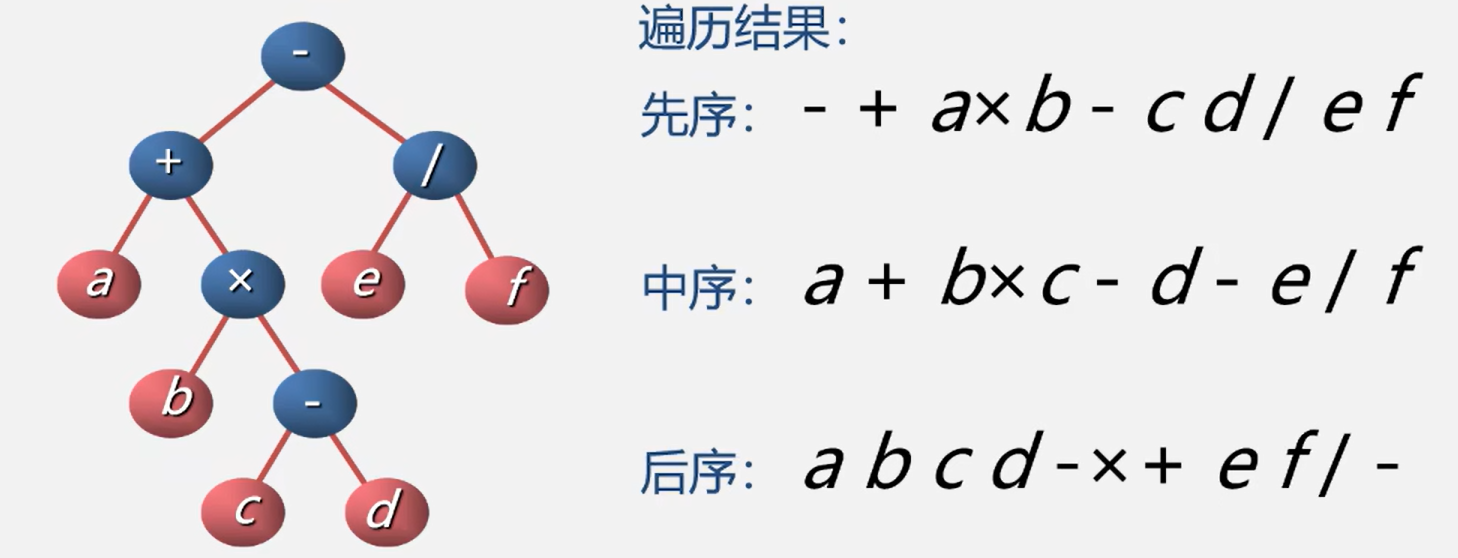 遍历结果：
-
先序： - + a×b - c d / e f
+ /
a × e f
中序： a + b×c - d - e / f
b -
后序： a b c d -×+ e f / -
c d